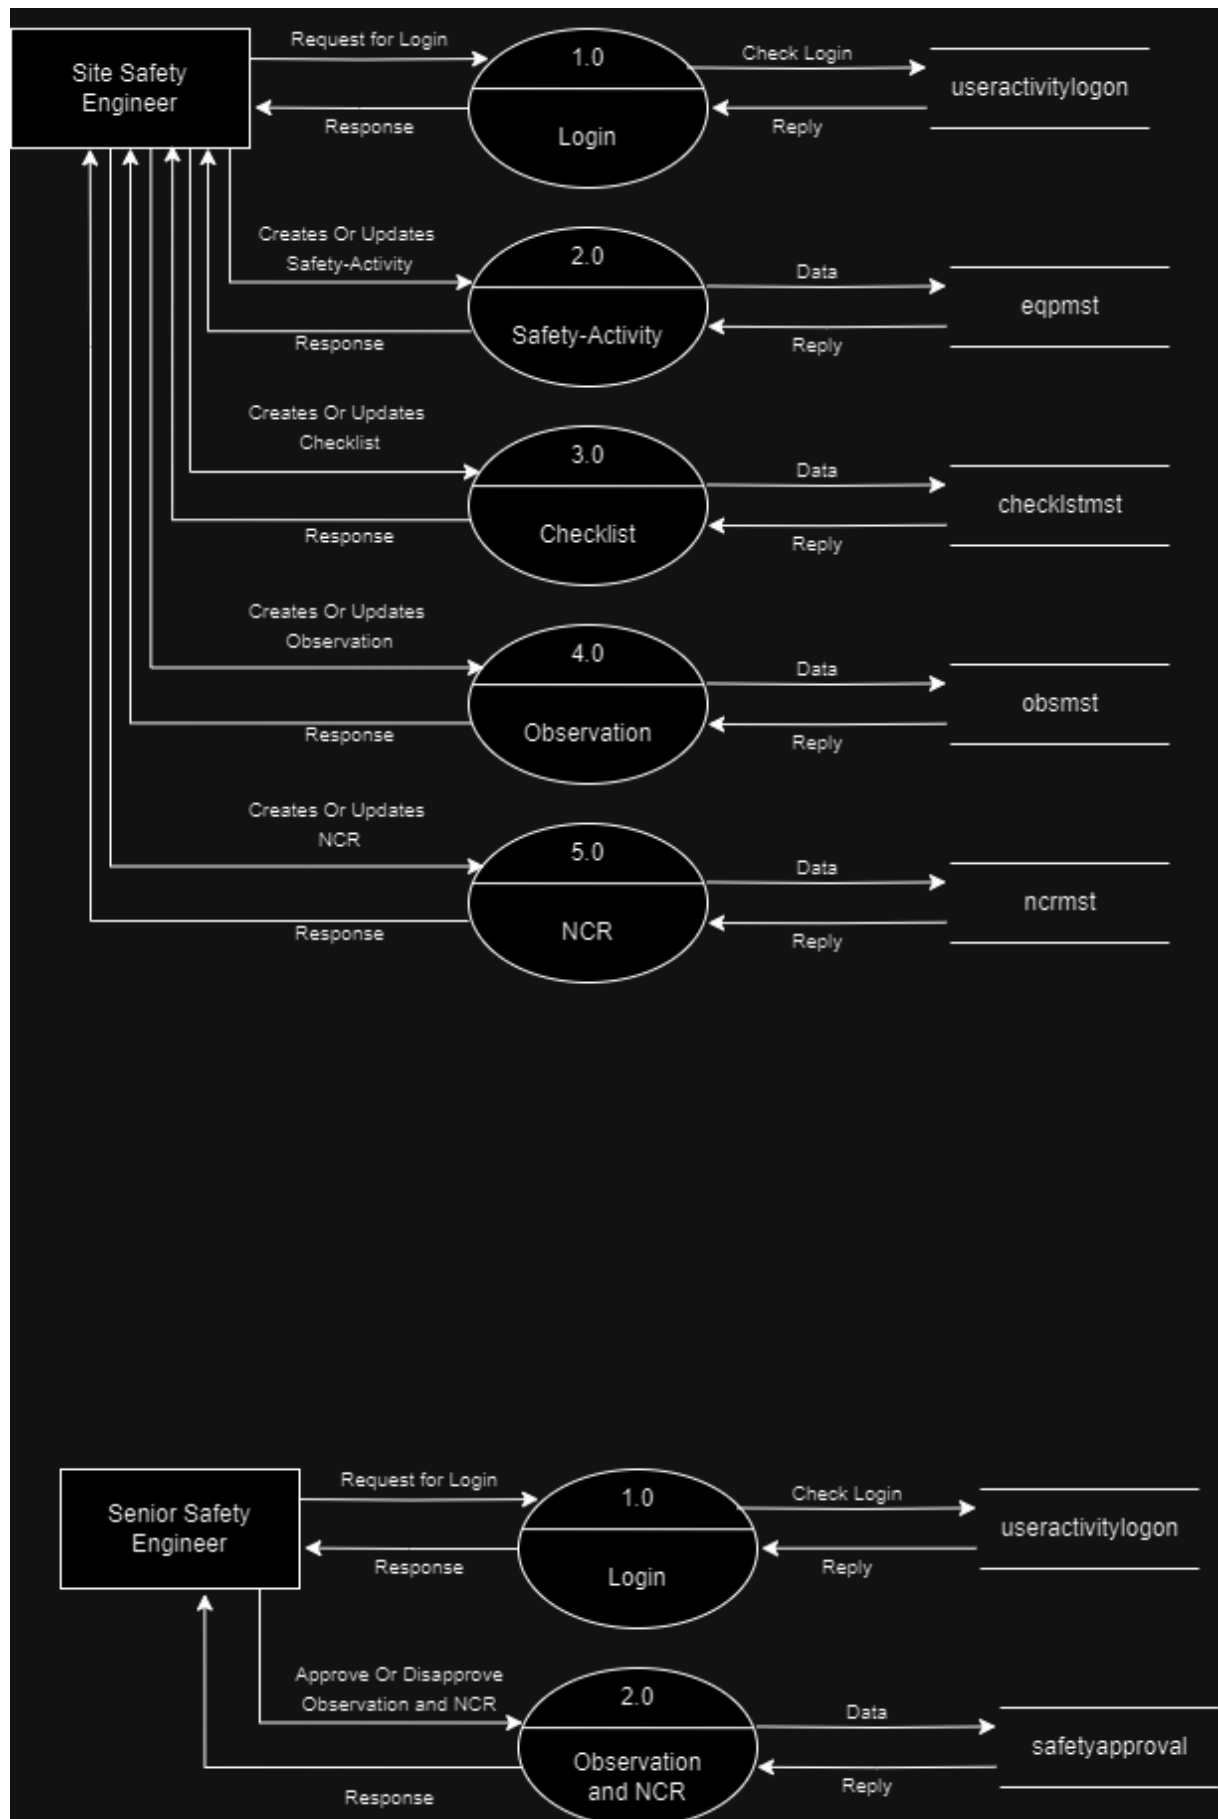 Request for Login
1.0
Check Login
Site Safety
Engineer
useractivitylogon
Response
Login
Reply
Creates Or Updates
Safety-Activity
2.0
Data
eqpmst
Response
Safety-Activity
Reply
Creates Or Updates
Checklist
3.0
Data
checklstmst
Response
Checklist
Reply
Creates Or Updates
Observation
4.0
Data
obsmst
Response
Observation
Reply
Creates Or Updates
NCR
5.0
Data
ncrmst
Response
NCR
Reply
Request for Login
1.0
Check Login
Senior Safety
Engineer
useractivitylogon
Response
Login
Reply
Approve Or Disapprove
Observation and NCR
2.0
Data
safetyapproval
Response
Observation
and NCR
Reply